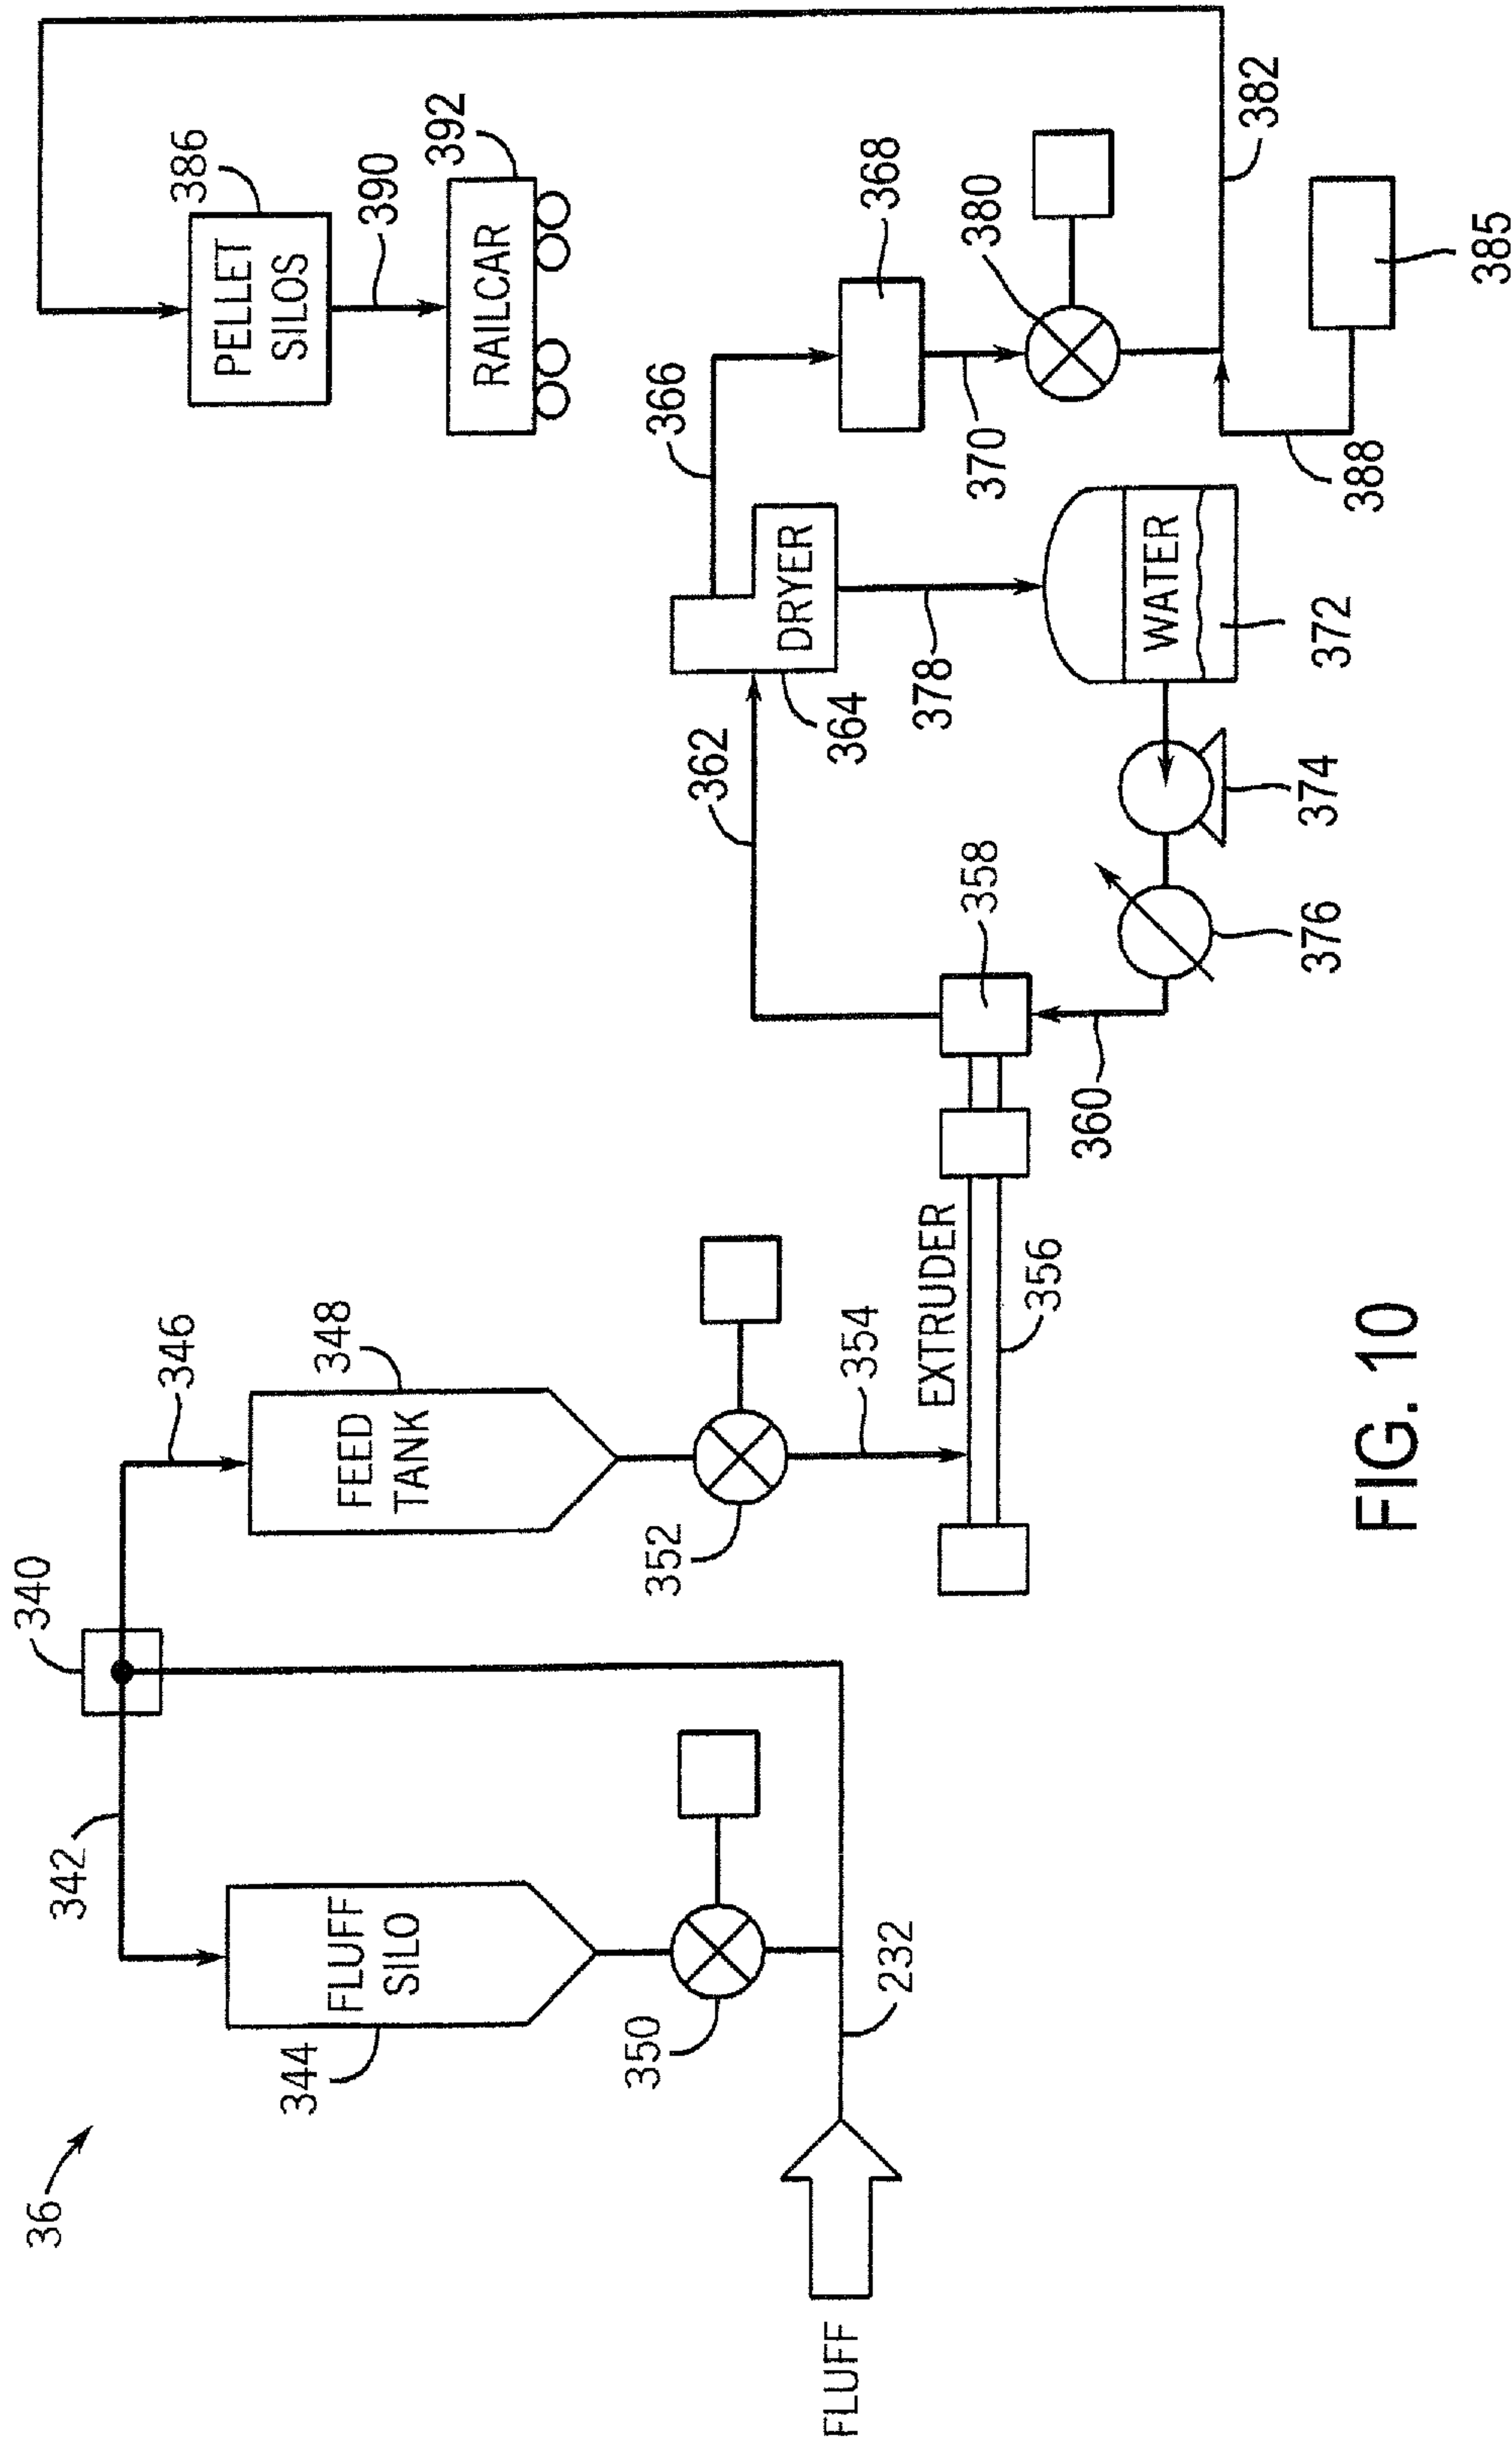 36
FLUFF
232
340
342
344
FLUFF
SILO
350
346
348
FEED
TANK
352
354
EXTRUDER
356
358
360
362
364
DRYER
366
368
370
372
WATER
374
376
378
380
382
385
386
PELLET
SILOS
388
390
392
RAILCAR
FIG. 10